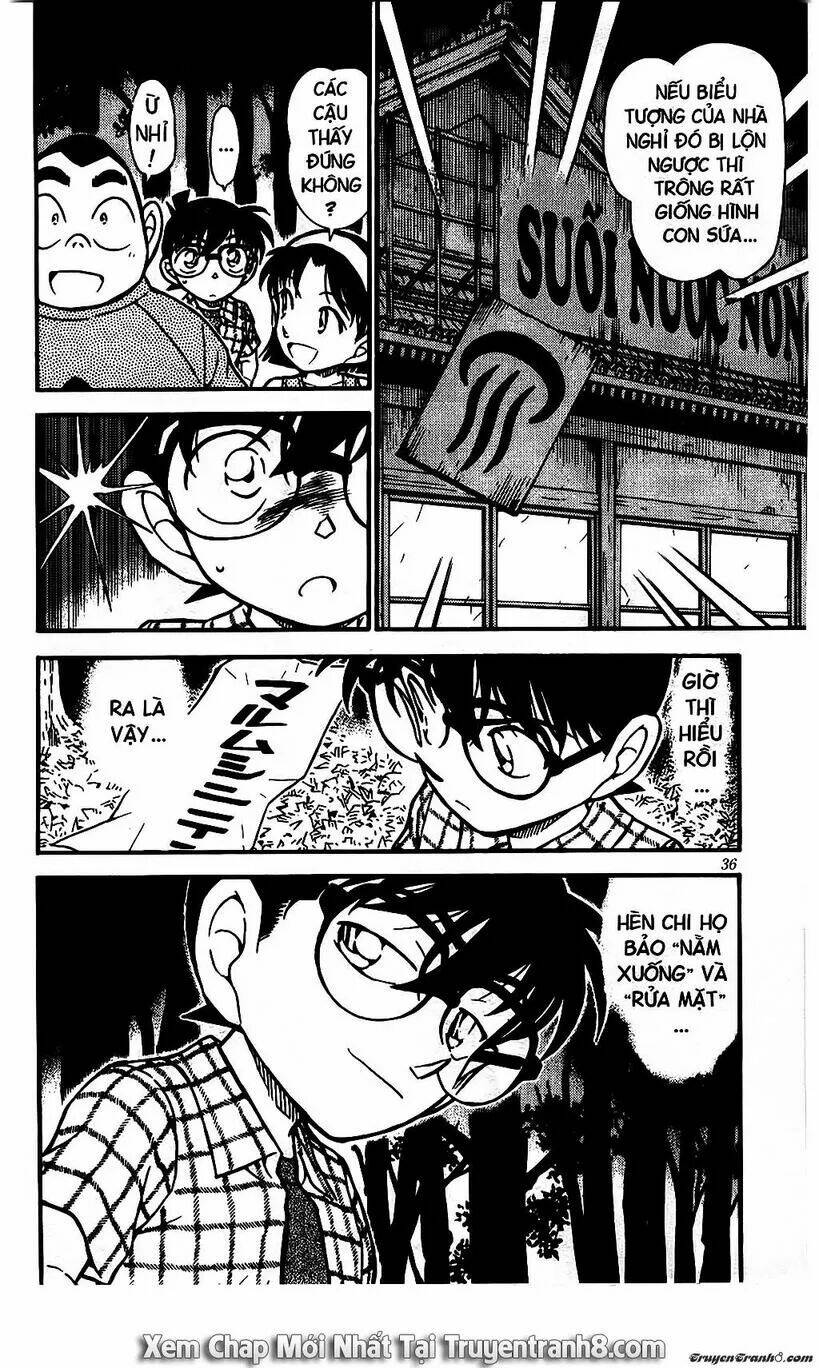 NẾU BIỂU
TƯỢNG CỦA NHÀ
NGHỈ ĐÓ BỊ LỘN
NGƯỢC THÌ
TRÔNG RẤT
GIỐNG HÌNH
CON SỨA...
SUỐI NƯỚC NÓN
CÁC
CẬU
THẤY
ĐÚNG
KHÔNG
?
...
Ừ
NHỈ
!
GIỜ
THÌ
HIỂU
RỒI
...
RA LÀ
VẬY...
36
HÈN CHI HỌ
BẢO "NẰM
XUỐNG" VÀ
"RỬA MẶT"
...
Xem Chap Mới Nhất Tại Truyentranh8.com
TruyenTranh8.com